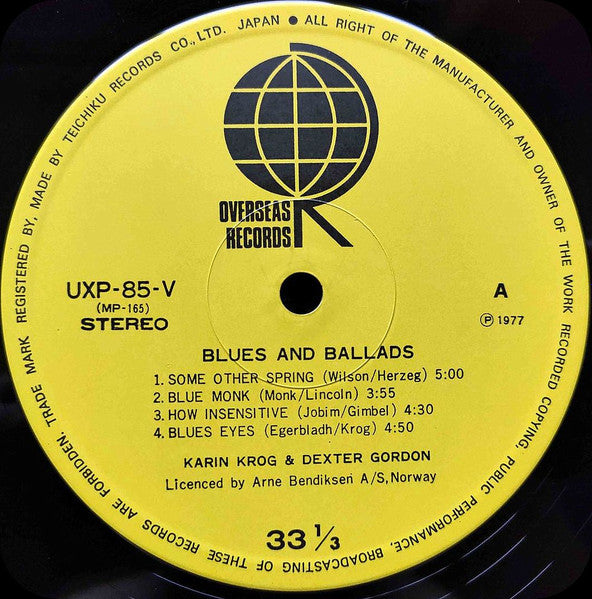 TRADE MARK REGISTERED BY, MADE BY TEICHIKU RECORDS CO., LTD. JAPAN ● ALL RIGHT OF THE MANUFACTURER AND OWNER OF THE WORK RECORDED COPYING, PUBLIC PERFORMANCE, BROADCASTING OF THESE RECORDS ARE FORBIDDEN,
OVERSEAS
RECORDS
UXP-85-V
(MP-165)
STEREO
A
Ⓟ 1977
BLUES AND BALLADS
1. SOME OTHER SPRING (Wilson/Herzeg) 5:00
2. BLUE MONK (Monk/Lincoln) 3:55
3. HOW INSENSITIVE (Jobim/Gimbel) 4:30
4. BLUES EYES (Egerbladh/Krog) 4:50
KARIN KROG & DEXTER GORDON
Licenced by Arne Bendiksen A/S, Norway
33 1/3